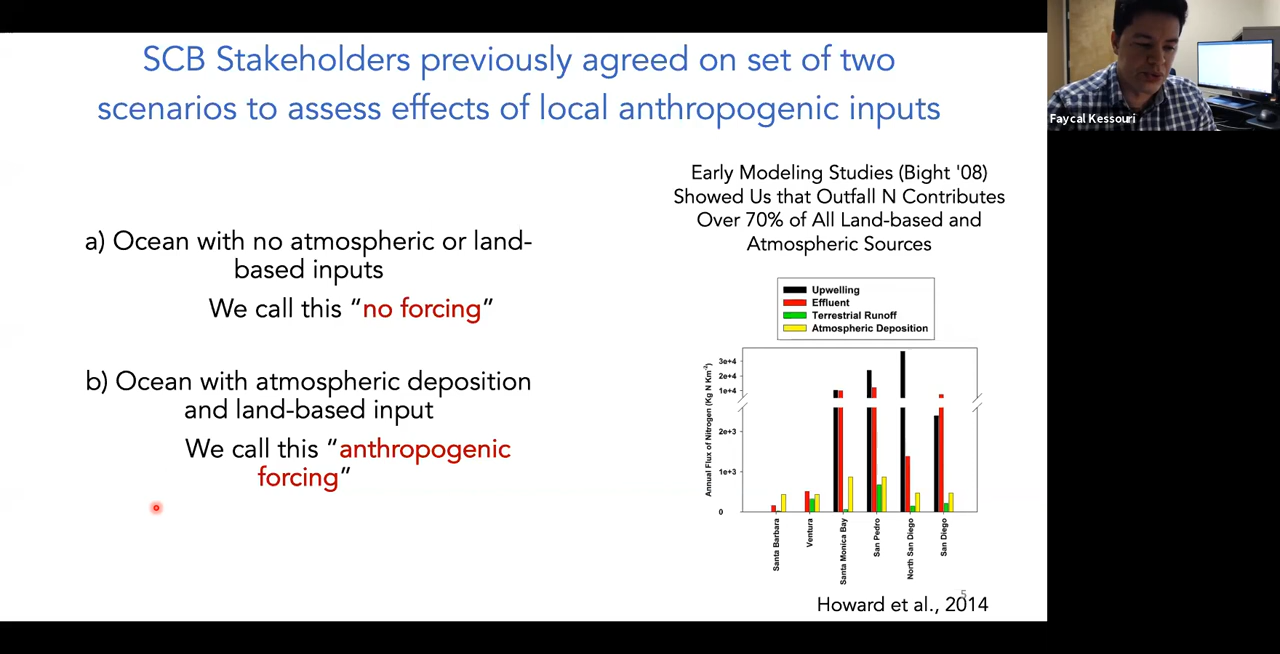 SCB Stakeholders previously agreed on set of two
scenarios to assess effects of local anthropogenic inputs
Faycal Kessouri
a) Ocean with no atmospheric or land-
based inputs
We call this “no forcing”
b) Ocean with atmospheric deposition
and land-based input
We call this “anthropogenic
forcing”
Early Modeling Studies (Bight '08)
Showed Us that Outfall N Contributes
Over 70% of All Land-based and
Atmospheric Sources
Upwelling
Effluent
Terrestrial Runoff
Atmospheric Deposition
Annual Flux of Nitrogen (Kg N Km⁻²)
3e+4
2e+4
1e+4
2e+3
1e+3
0
Santa Barbara
Ventura
Santa Monica Bay
San Pedro
North San Diego
San Diego
5
Howard et al., 2014